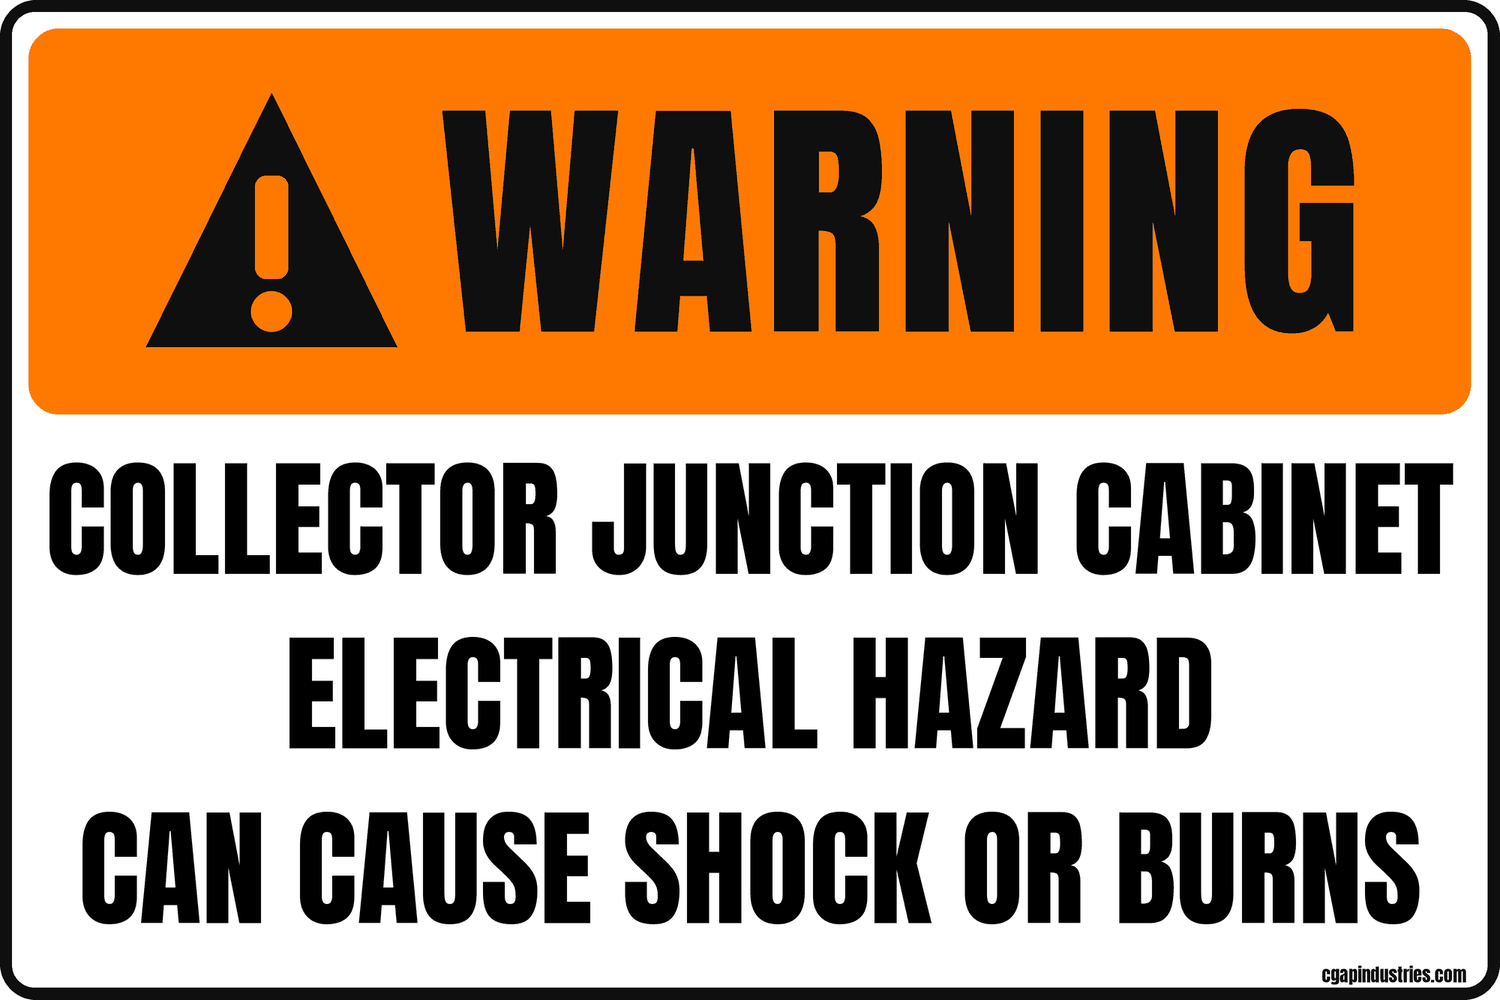 WARNING
COLLECTOR JUNCTION CABINET
ELECTRICAL HAZARD
CAN CAUSE SHOCK OR BURNS
cgapindustries.com